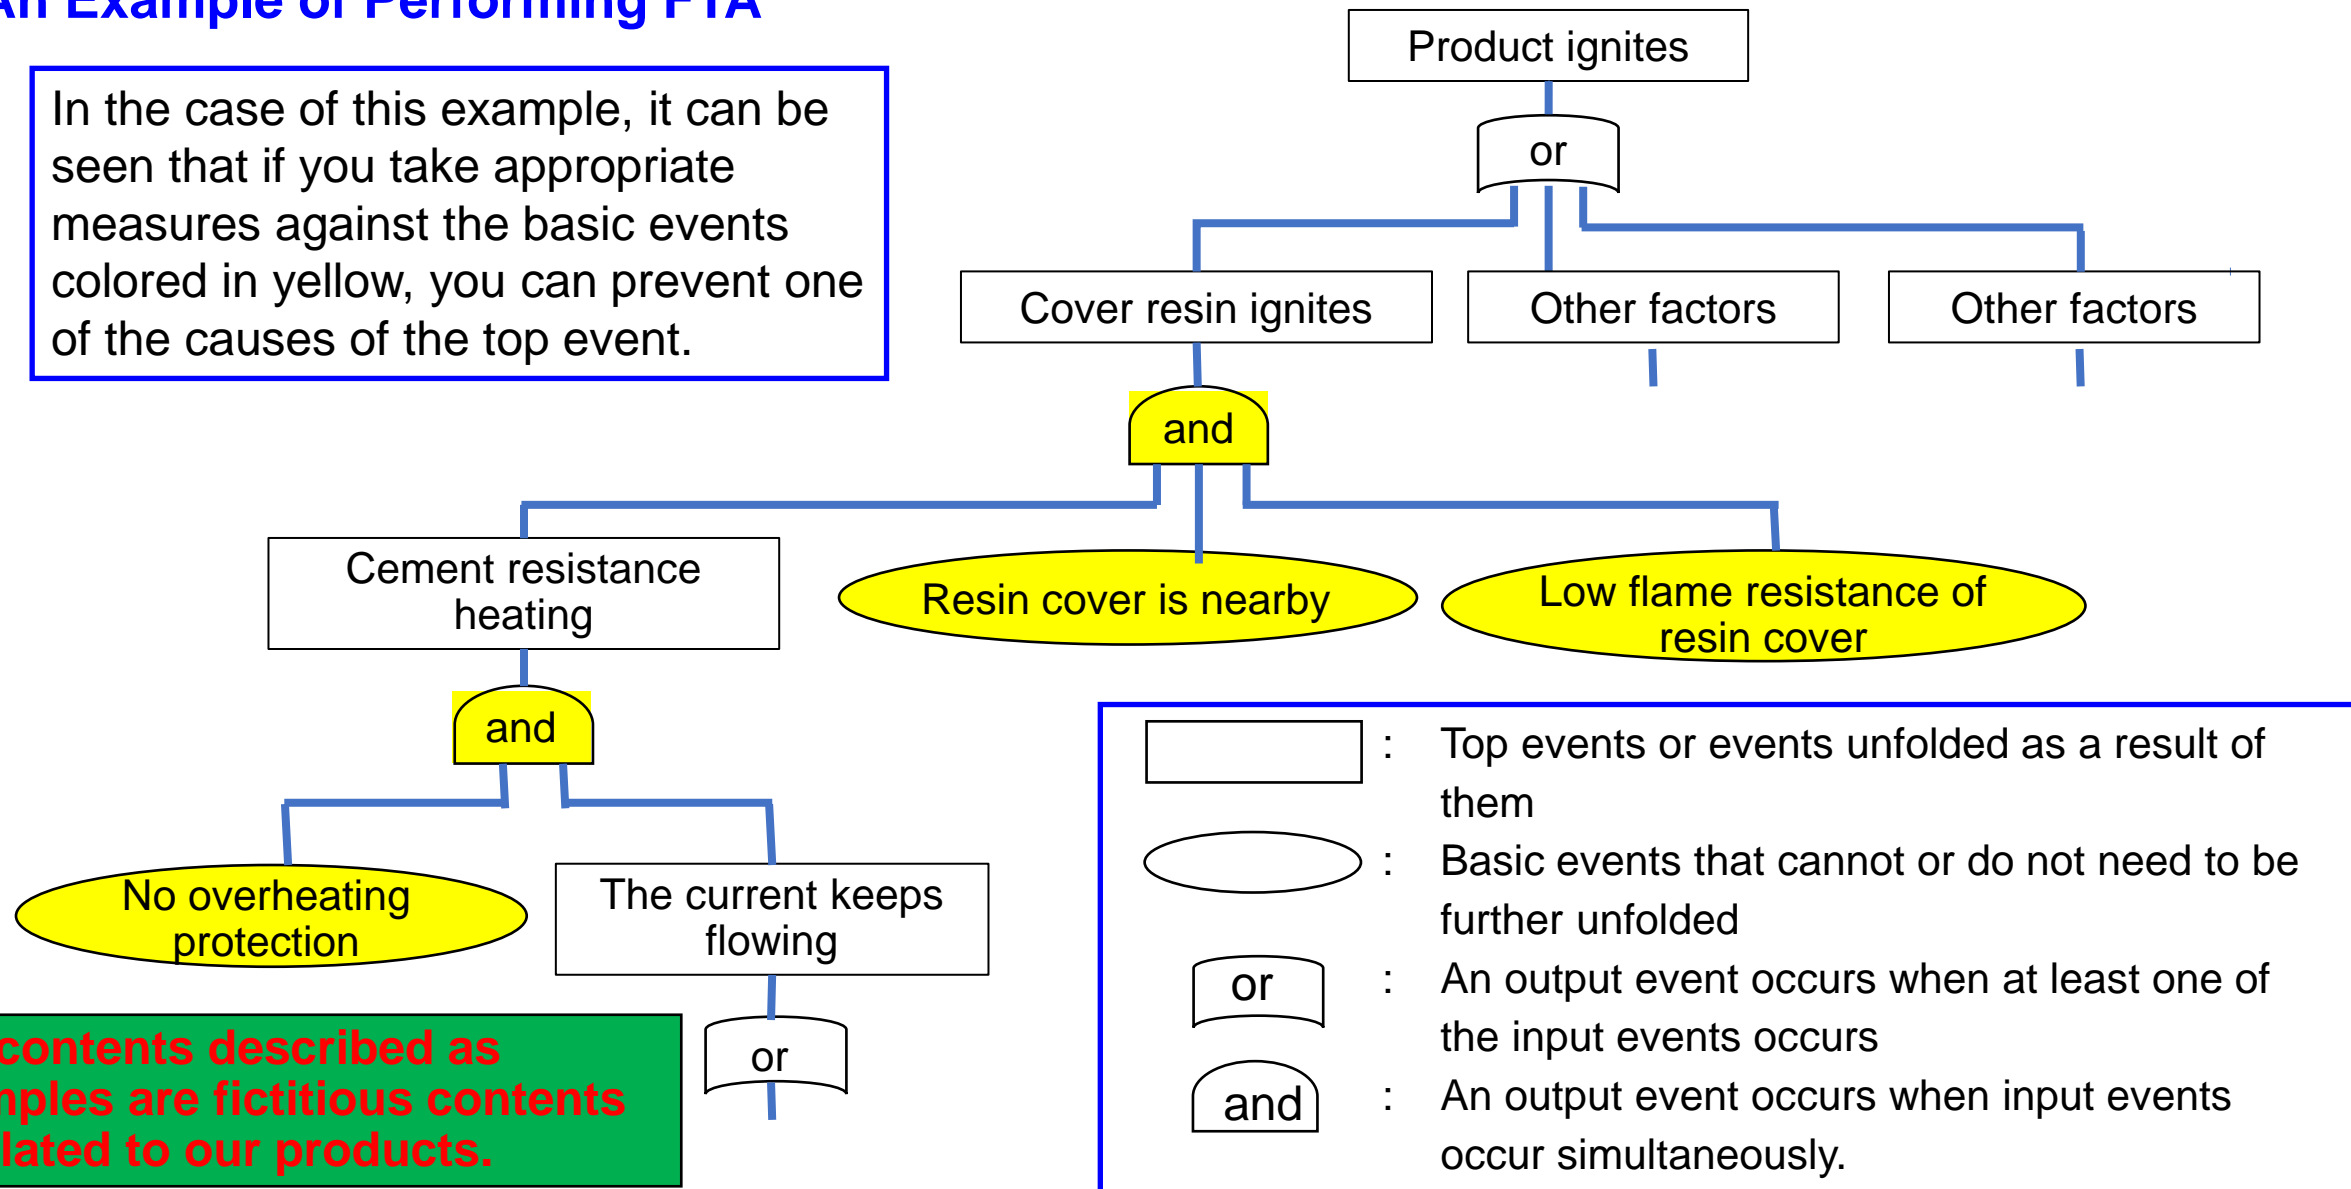 An Example of Performing FTA
In the case of this example, it can be
seen that if you take appropriate
measures against the basic events
colored in yellow, you can prevent one
of the causes of the top event.
Product ignites
or
Cover resin ignites
Other factors
Other factors
and
Cement resistance
heating
Resin cover is nearby
Low flame resistance of
resin cover
and
No overheating
protection
The current keeps
flowing
or
contents described as
mples are fictitious contents
lated to our products.
: Top events or events unfolded as a result of
them
: Basic events that cannot or do not need to be
further unfolded
or : An output event occurs when at least one of
the input events occurs
and : An output event occurs when input events
occur simultaneously.